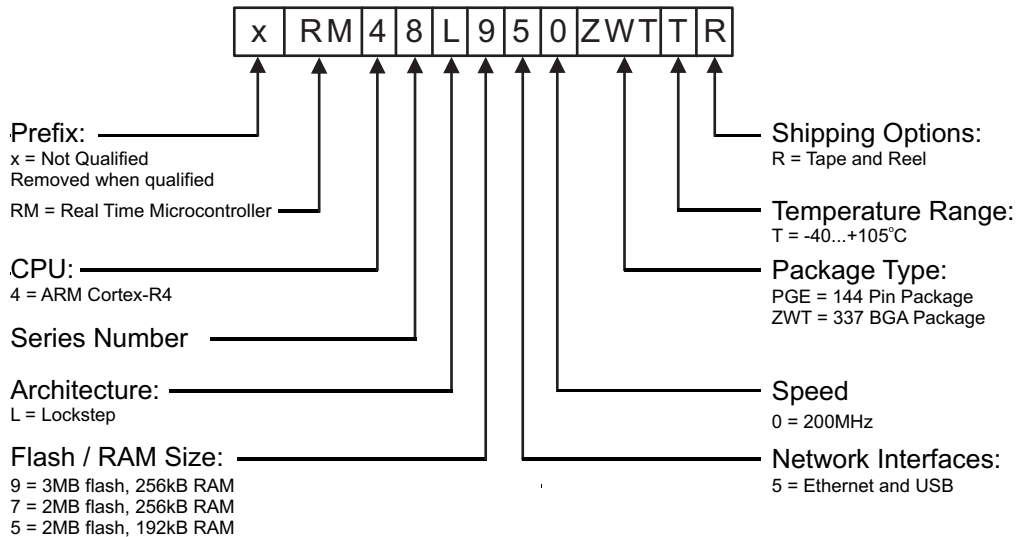 x RM 4 8 L 9 5 0 ZWT T R
Prefix:
x = Not Qualified
Removed when qualified
RM = Real Time Microcontroller
CPU:
4 = ARM Cortex-R4
Series Number
Architecture:
L = Lockstep
Flash / RAM Size:
9 = 3MB flash, 256kB RAM
7 = 2MB flash, 256kB RAM
5 = 2MB flash, 192kB RAM
Shipping Options:
R = Tape and Reel
Temperature Range:
T = -40...+105°C
Package Type:
PGE = 144 Pin Package
ZWT = 337 BGA Package
Speed
0 = 200MHz
Network Interfaces:
5 = Ethernet and USB